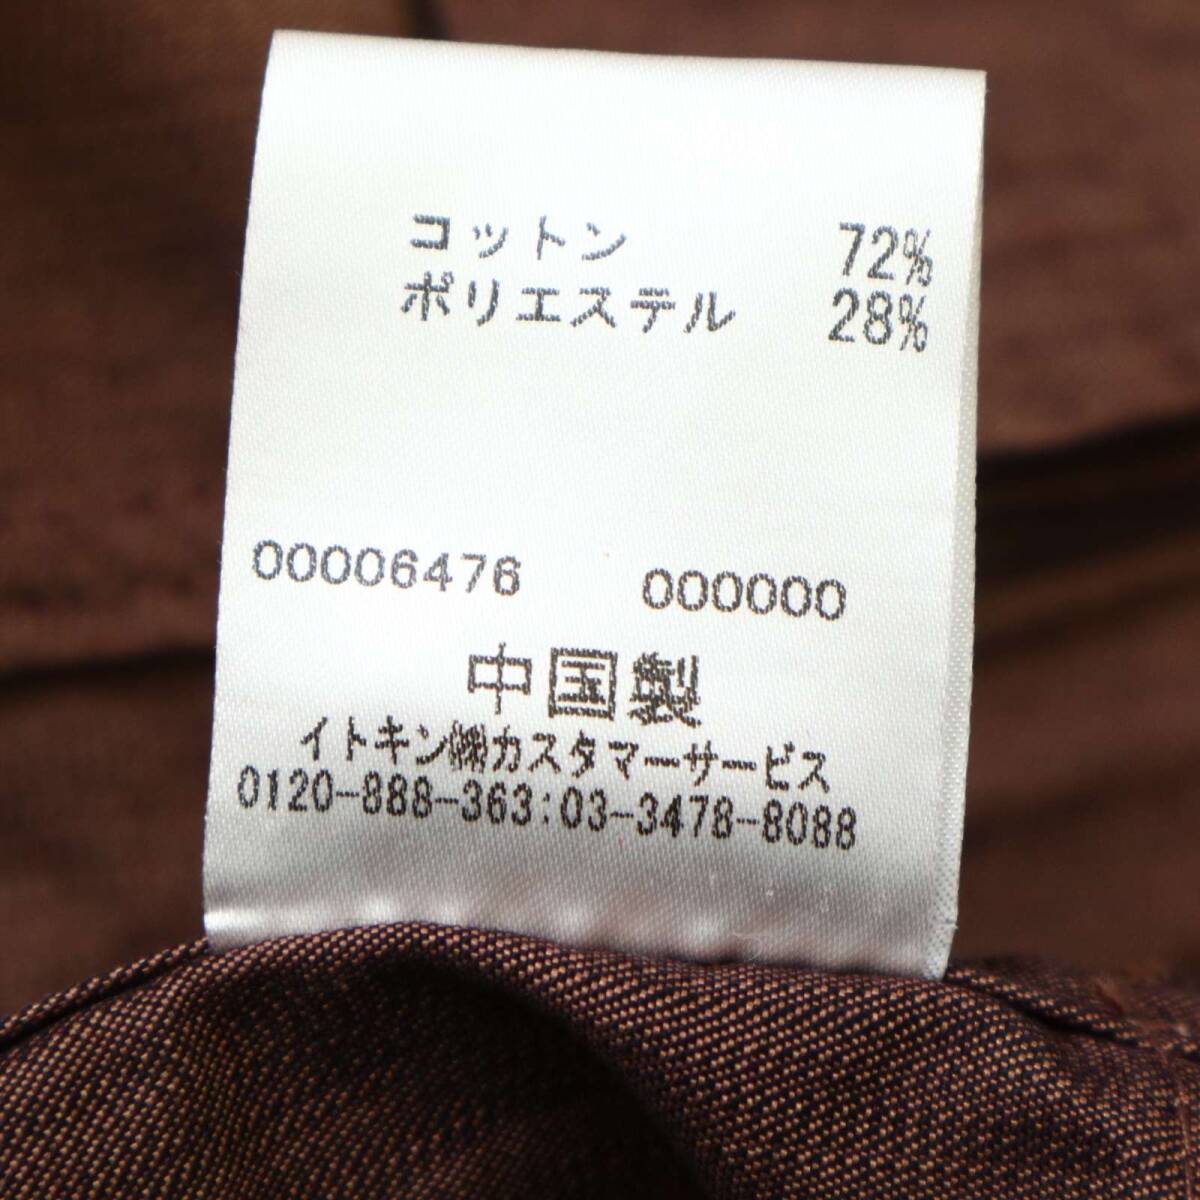 コットン 72%
ポリエステル 28%
00006476 000000
中国製
イトキン㈱カスタマーサービス
0120-888-363:03-3478-8088